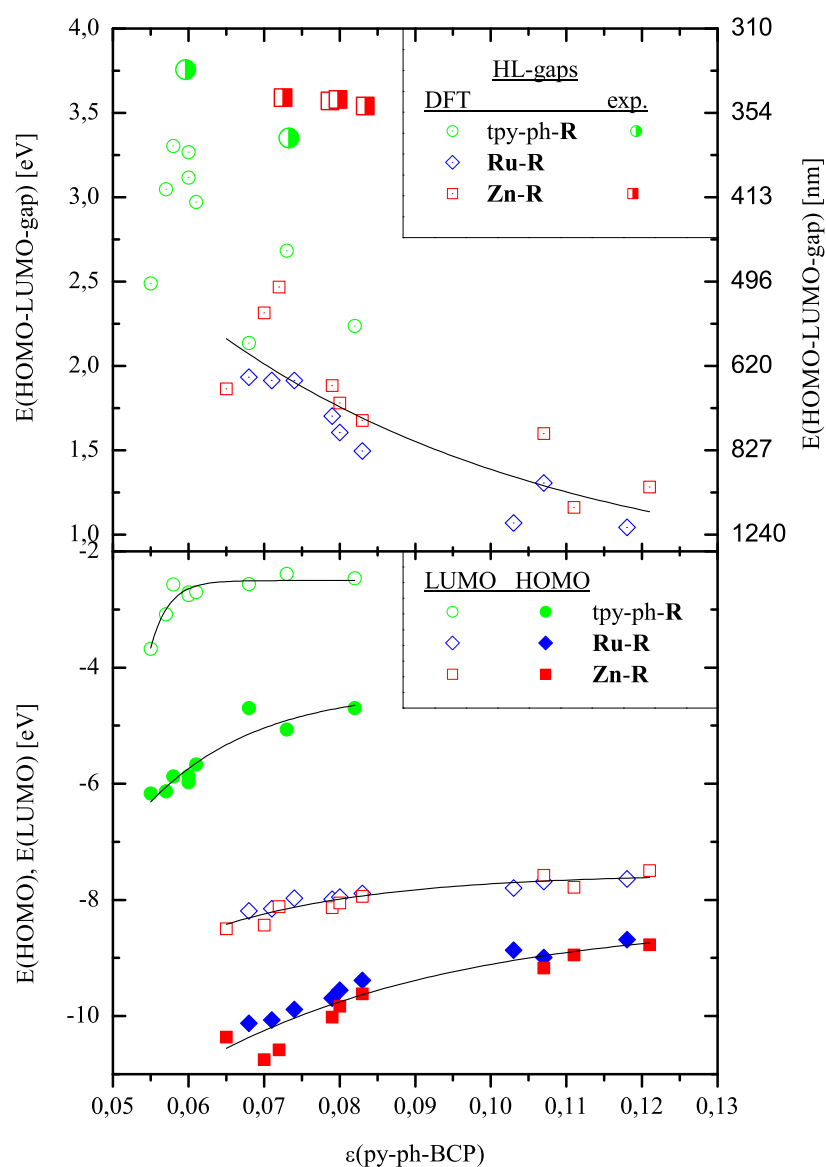 4,0
3,5
3,0
2,5
2,0
1,5
1,0
E(HOMO-LUMO-gap) [eV]
310
354
413
496
620
827
1240
E(HOMO-LUMO-gap) [nm]
HL-gaps
DFT exp.
tpy-ph-R
Ru-R
Zn-R
-2
-4
-6
-8
-10
E(HOMO), E(LUMO) [eV]
LUMO HOMO
tpy-ph-R
Ru-R
Zn-R
0,05 0,06 0,07 0,08 0,09 0,10 0,11 0,12 0,13
ε(py-ph-BCP)